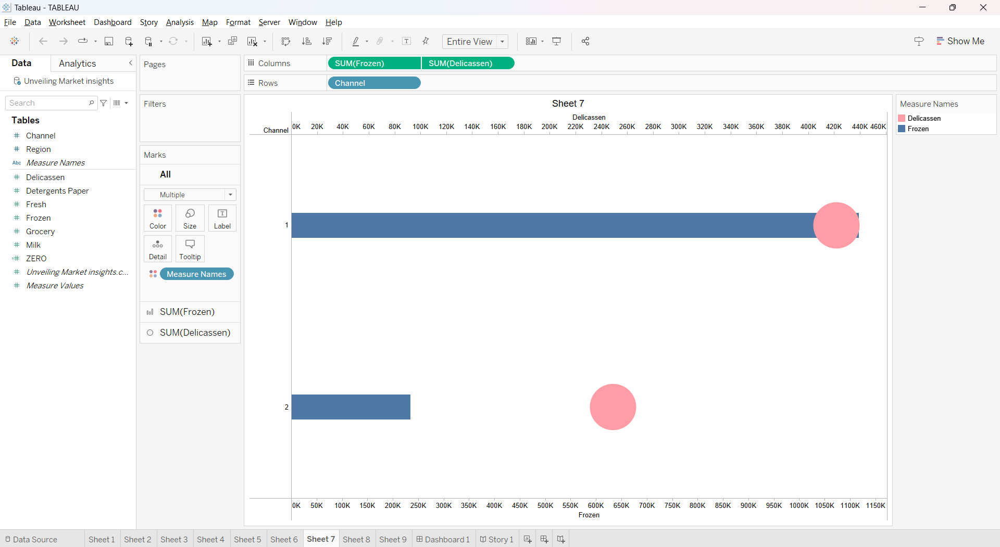 Tableau - TABLEAU
File Data Worksheet Dashboard Story Analysis Map Format Server Window Help
Entire View
Show Me
Data
Analytics
Unveiling Market insights
Search
Tables
Channel
Region
Abc Measure Names
Delicassen
Detergents Paper
Fresh
Frozen
Grocery
Milk
ZERO
Unveiling Market insights.c...
Measure Values
Pages
Filters
Marks
All
Multiple
Color Size Label
Detail Tooltip
Measure Names
SUM(Frozen)
SUM(Delicassen)
Columns SUM(Frozen) SUM(Delicassen)
Rows Channel
Sheet 7
Delicassen
Channel 0K 20K 40K 60K 80K 100K 120K 140K 160K 180K 200K 220K 240K 260K 280K 300K 320K 340K 360K 380K 400K 420K 440K 460K
1
2
0K 50K 100K 150K 200K 250K 300K 350K 400K 450K 500K 550K 600K 650K 700K 750K 800K 850K 900K 950K 1000K 1050K 1100K 1150K
Frozen
Measure Names
Delicassen
Frozen
Data Source Sheet 1 Sheet 2 Sheet 3 Sheet 4 Sheet 5 Sheet 6 Sheet 7 Sheet 8 Sheet 9 Dashboard 1 Story 1